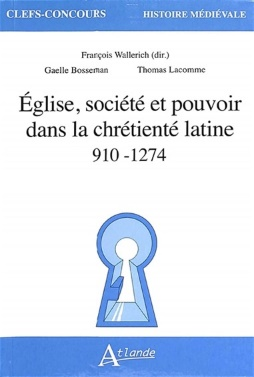 CLEFS-CONCOURS HISTOIRE MÉDIÉVALE
François Wallerich (dir.)
Gaelle Bosseman Thomas Lacomme
Église, société et pouvoir
dans la chrétienté latine
910 -1274
Atlande